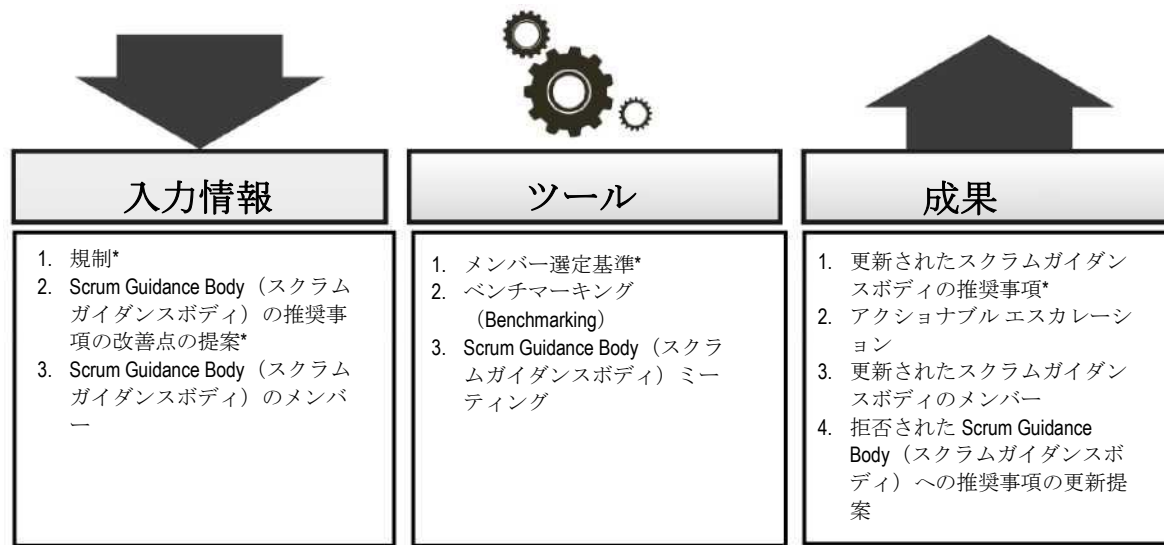 入力情報
1. 規制*
2. Scrum Guidance Body（スクラム
ガイダンスボディ）の推奨事
項の改善点の提案*
3. Scrum Guidance Body（スクラム
ガイダンスボディ）のメンバ
ー
ツール
1. メンバー選定基準*
2. ベンチマーキング
（Benchmarking）
3. Scrum Guidance Body（スクラ
ムガイダンスボディ）ミー
ティング
成果
1. 更新されたスクラムガイダン
スボディの推奨事項*
2. アクショナブル エスカレーシ
ョン
3. 更新されたスクラムガイダン
スボディのメンバー
4. 拒否された Scrum Guidance
Body（スクラムガイダンスボ
ディ）への推奨事項の更新提
案